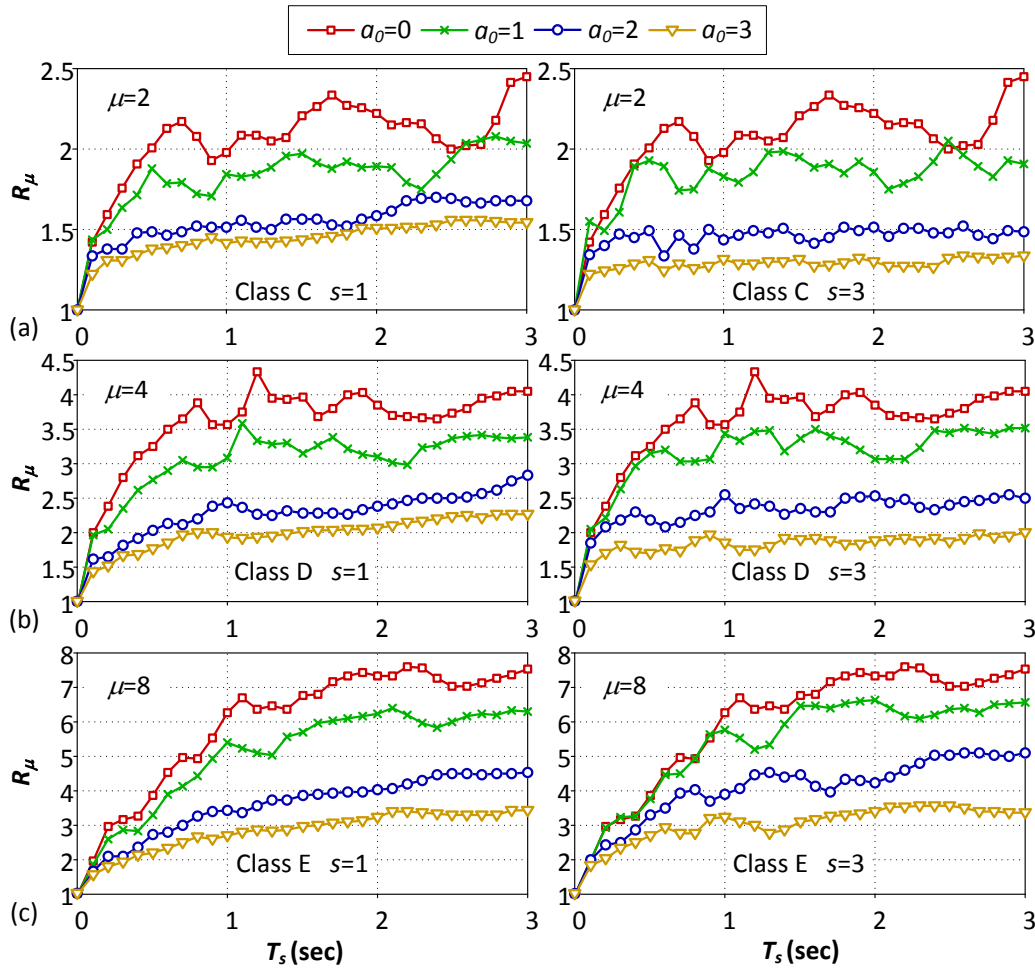 a0=0 a0=1 a0=2 a0=3
2.5 2.5
μ=2 μ=2
2 2
Rμ
1.5 1.5
Class C s=1 Class C s=3
1 1
(a)
0 1 2 3 0 1 2 3
4.5 4.5
μ=4 μ=4
4 4
3.5 3.5
3 3
Rμ
2.5 2.5
2 2
1.5 1.5
Class D s=1 Class D s=3
1 1
(b)
0 1 2 3 0 1 2 3
8 8
μ=8 μ=8
7 7
6 6
5 5
Rμ
4 4
3 3
2 2
Class E s=1 Class E s=3
1 1
(c)
0 1 2 3 0 1 2 3
Ts (sec) Ts (sec)